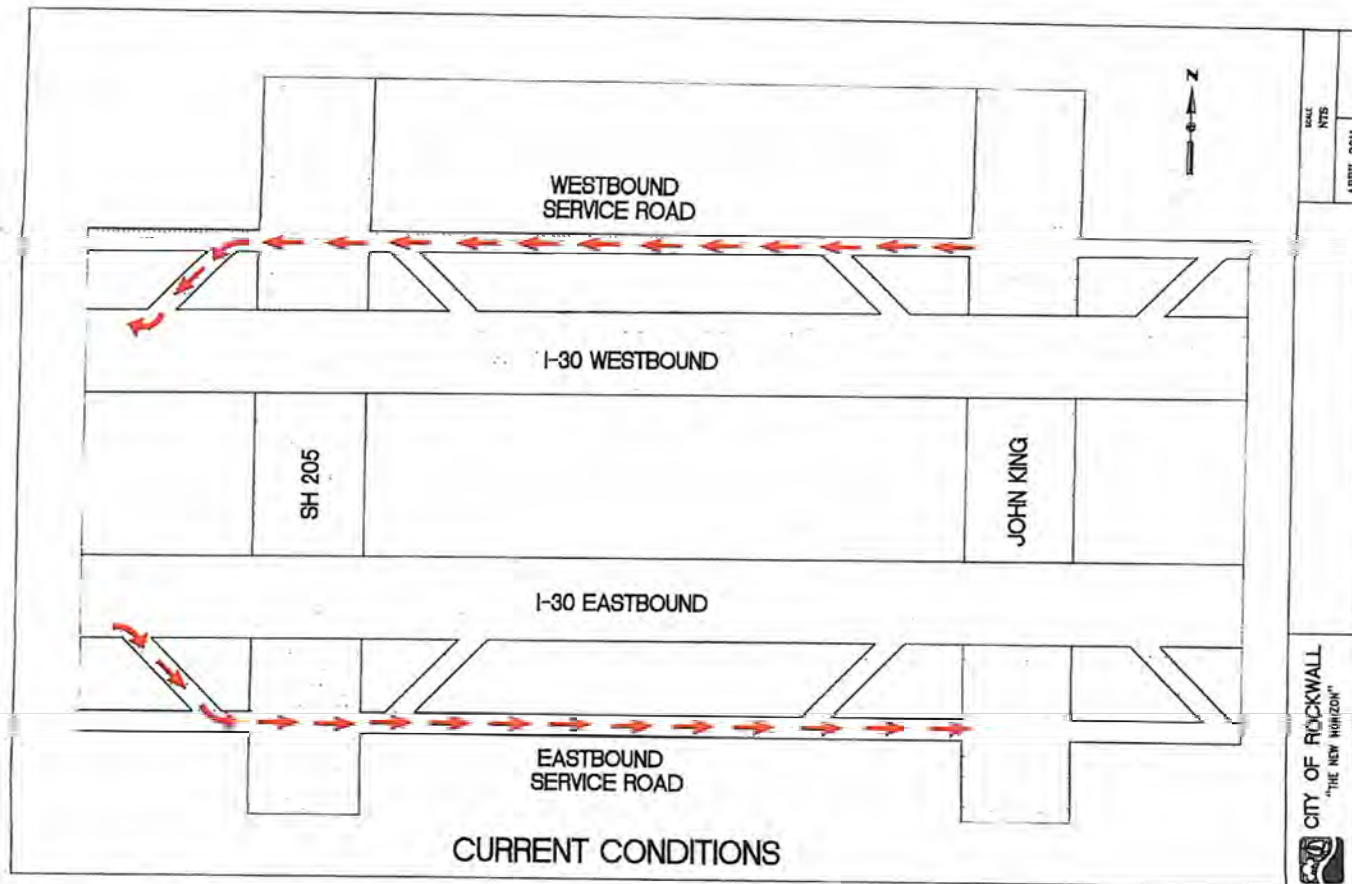 N
SCALE
NTS
WESTBOUND
SERVICE ROAD
I-30 WESTBOUND
SH 205
JOHN KING
I-30 EASTBOUND
EASTBOUND
SERVICE ROAD
CURRENT CONDITIONS
CITY OF ROCKWALL
"THE NEW HORIZON"